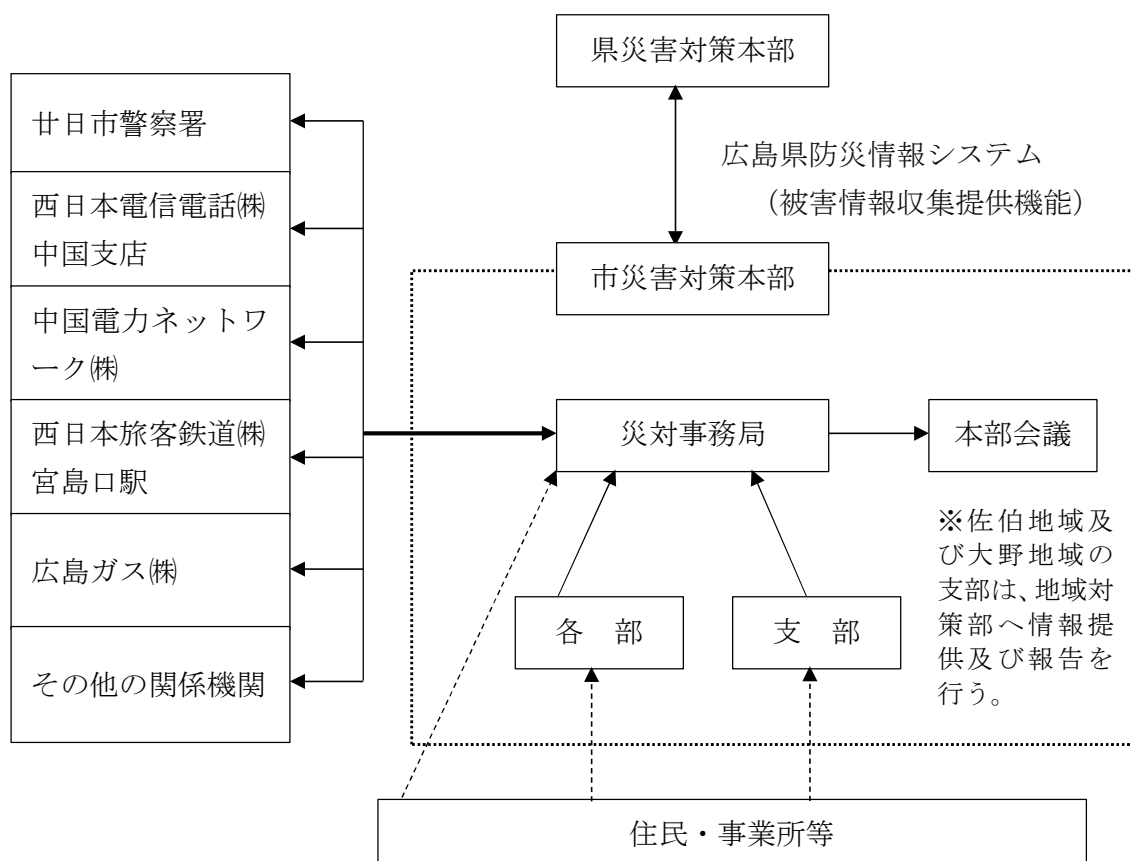 県災害対策本部
広島県防災情報システム
（被害情報収集提供機能）
市災害対策本部
廿日市警察署
西日本電信電話㈱
中国支店
中国電力ネットワ
ーク㈱
西日本旅客鉄道㈱
宮島口駅
広島ガス㈱
その他の関係機関
災対事務局
本部会議
各　部
支　部
※佐伯地域及
び大野地域の
支部は、地域対
策部へ情報提
供及び報告を
行う。
住民・事業所等